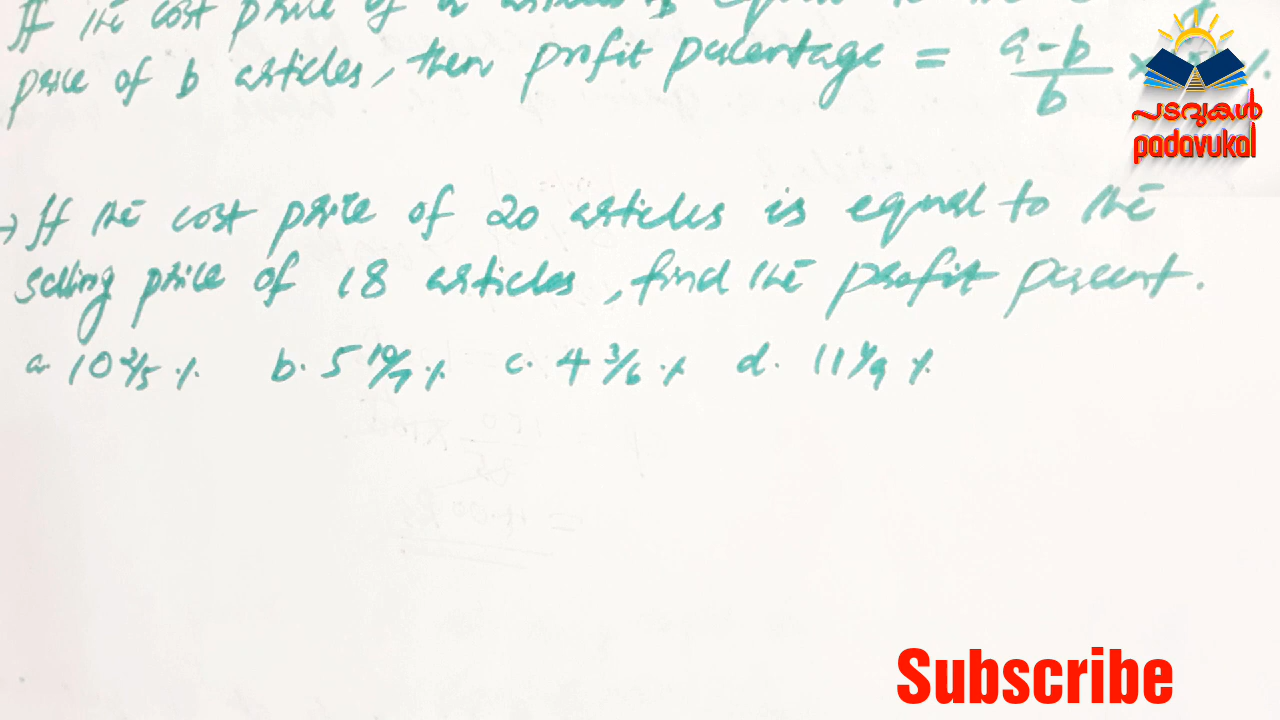 If the cost price of a articles is equal to the
price of b articles, then profit percentage = a-b/b × %.
പടവുകൾ
padavukal
→ If the cost price of 20 articles is equal to the
selling price of 18 articles, find the profit percent.
a. 10 2/5 % b. 5 10/7 % c. 4 3/6 % d. 11 1/9 %
Subscribe